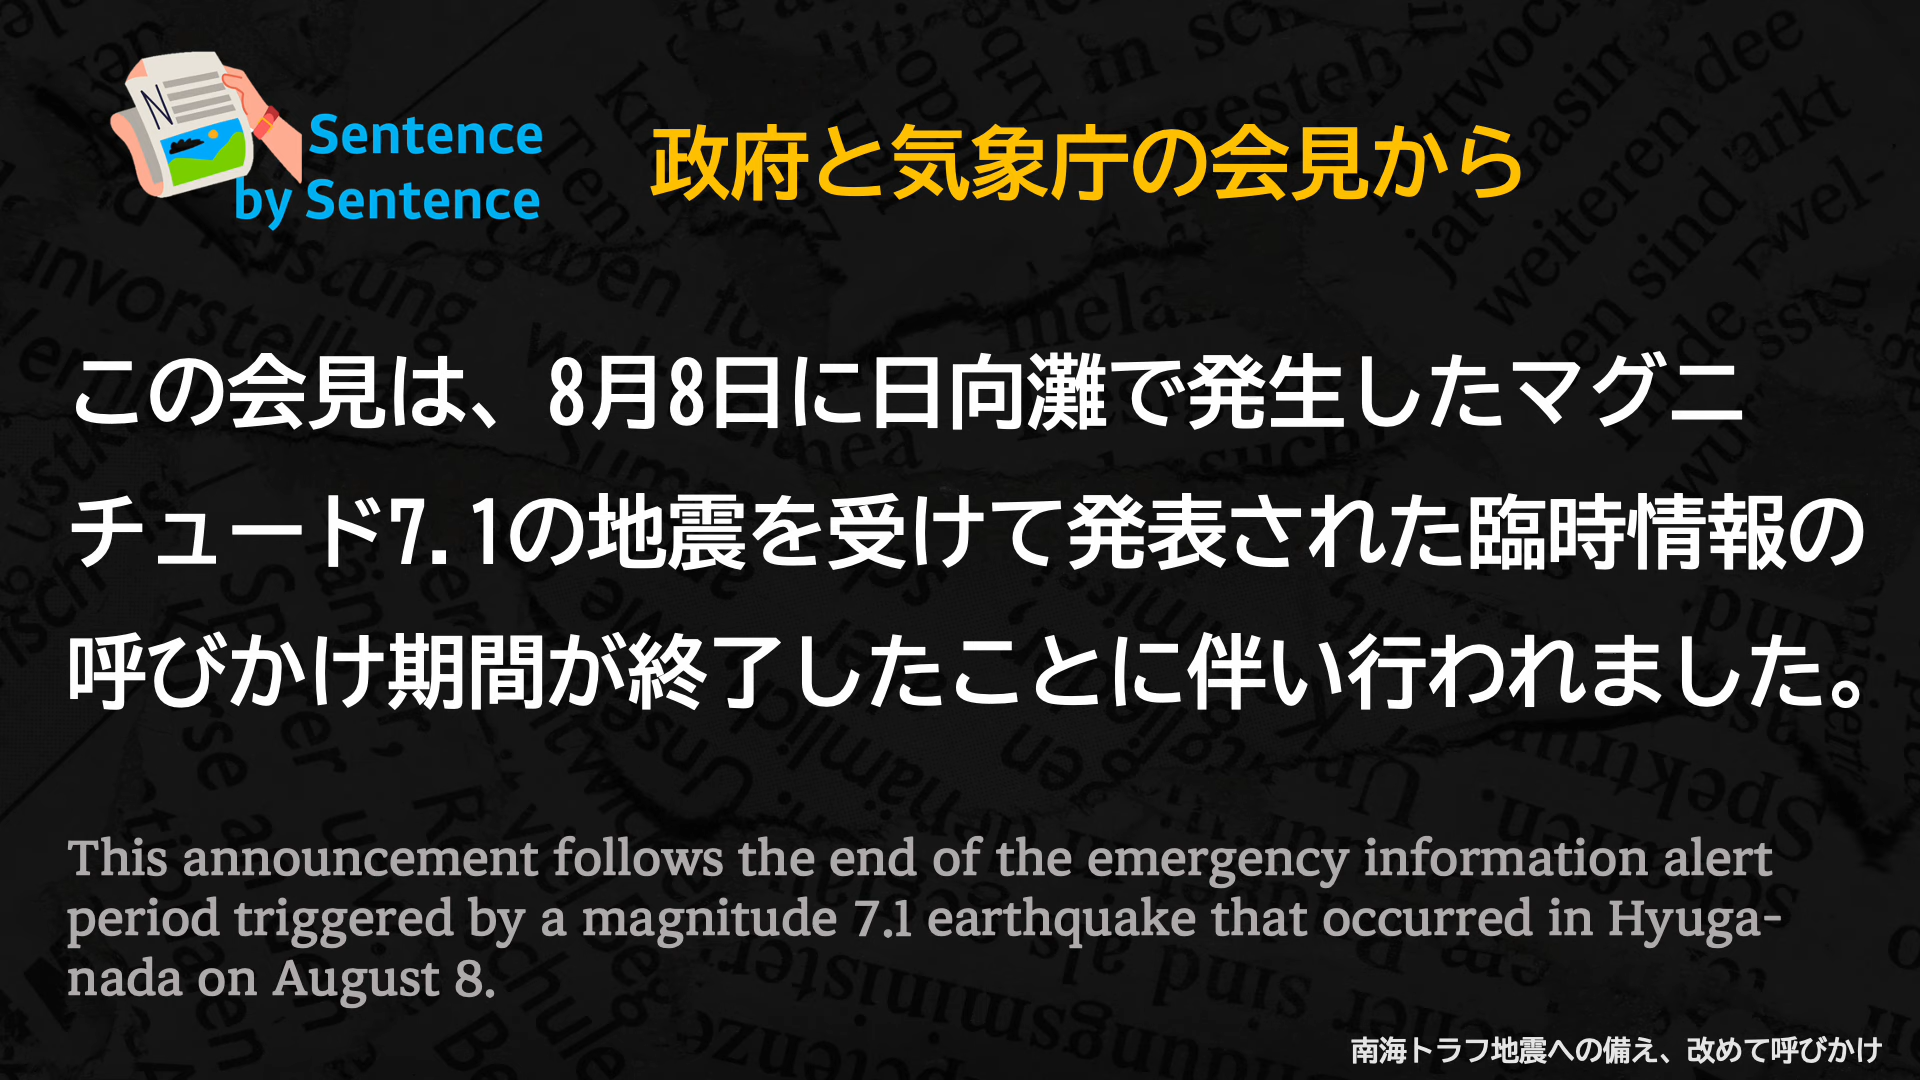 Sentence
by Sentence
政府と気象庁の会見から
この会見は、8月8日に日向灘で発生したマグニ
チュード7.1の地震を受けて発表された臨時情報の
呼びかけ期間が終了したことに伴い行われました。
This announcement follows the end of the emergency information alert
period triggered by a magnitude 7.1 earthquake that occurred in Hyuga-
nada on August 8.
南海トラフ地震への備え、改めて呼びかけ